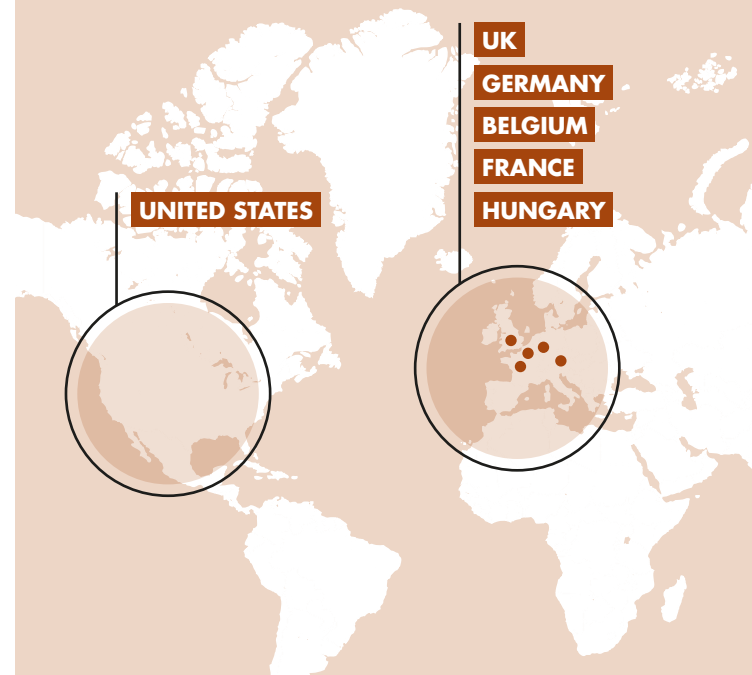 UK
GERMANY
BELGIUM
FRANCE
HUNGARY
UNITED STATES